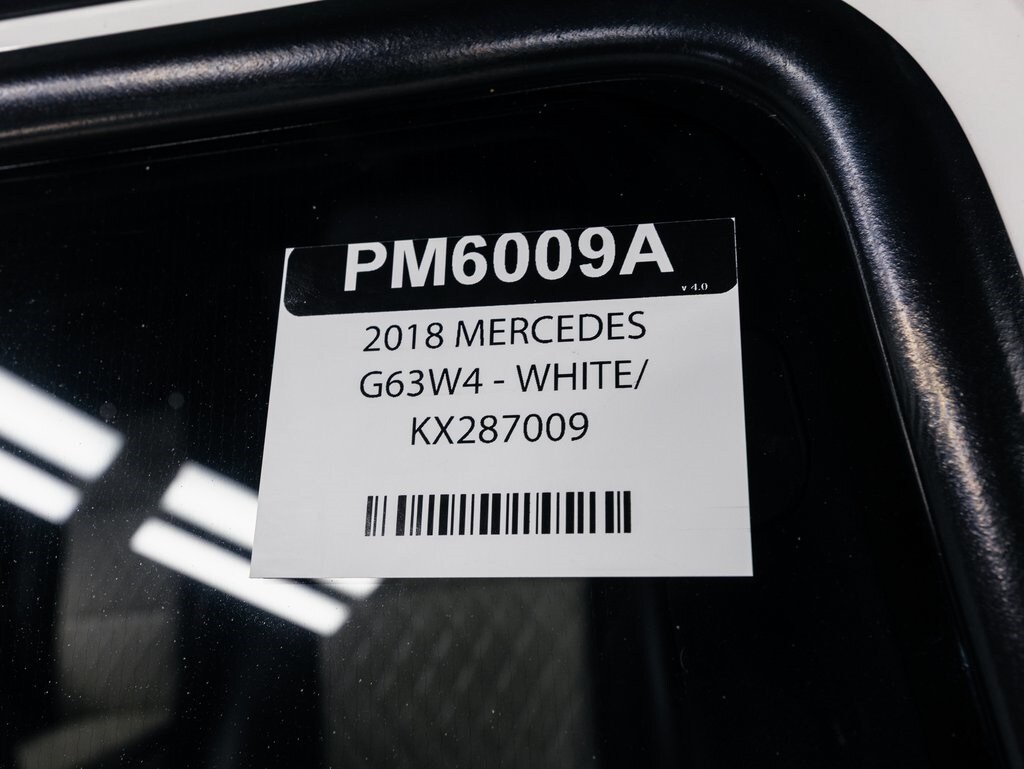 PM6009A
v 4.0
2018 MERCEDES
G63W4 - WHITE/
KX287009